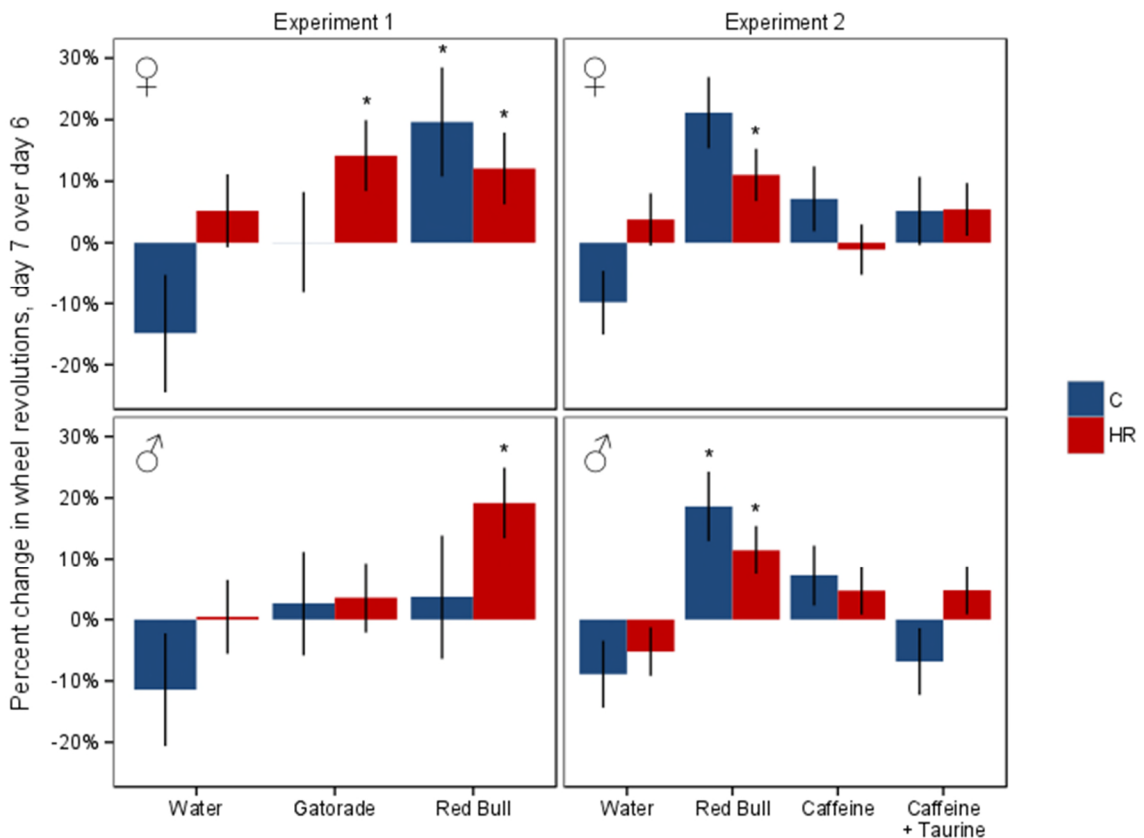 Experiment 1
Experiment 2
Percent change in wheel revolutions, day 7 over day 6
30%
20%
10%
0%
-10%
-20%
♀
*
*
*
♀
*
30%
20%
10%
0%
-10%
-20%
♂
*
♂
*
*
Water
Gatorade
Red Bull
Water
Red Bull
Caffeine
Caffeine
+ Taurine
C
HR